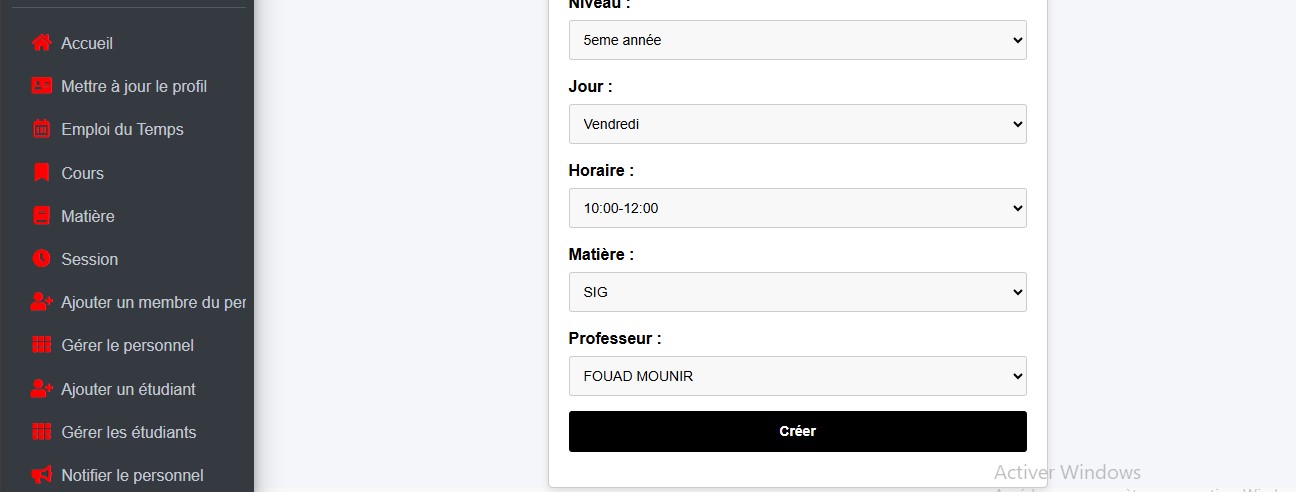 Accueil
Mettre à jour le profil
Emploi du Temps
Cours
Matière
Session
Ajouter un membre du per
Gérer le personnel
Ajouter un étudiant
Gérer les étudiants
Notifier le personnel
Niveau :
5eme année
Jour :
Vendredi
Horaire :
10:00-12:00
Matière :
SIG
Professeur :
FOUAD MOUNIR
Créer
Activer Windows